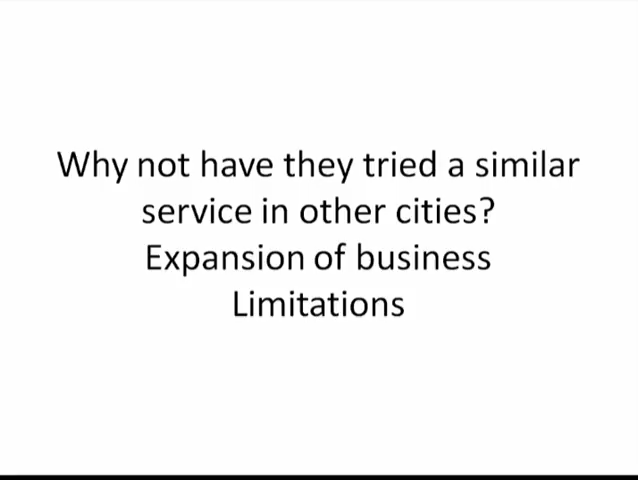 Why not have they tried a similar
service in other cities?
Expansion of business
Limitations